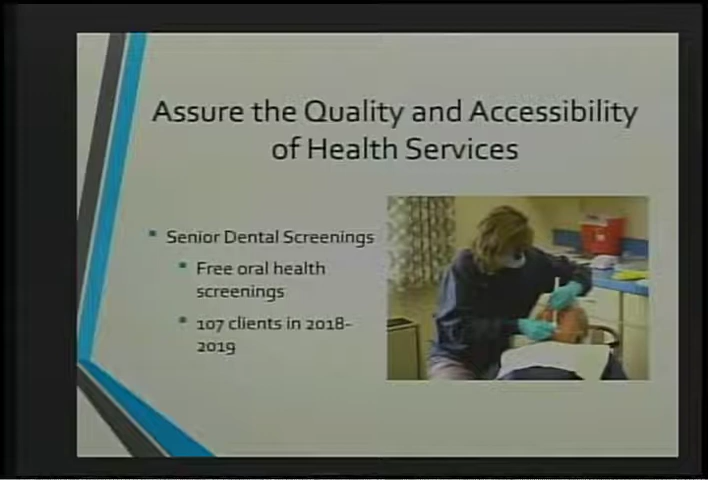 Assure the Quality and Accessibility
of Health Services
Senior Dental Screenings
Free oral health
screenings
107 clients in 2018-
2019